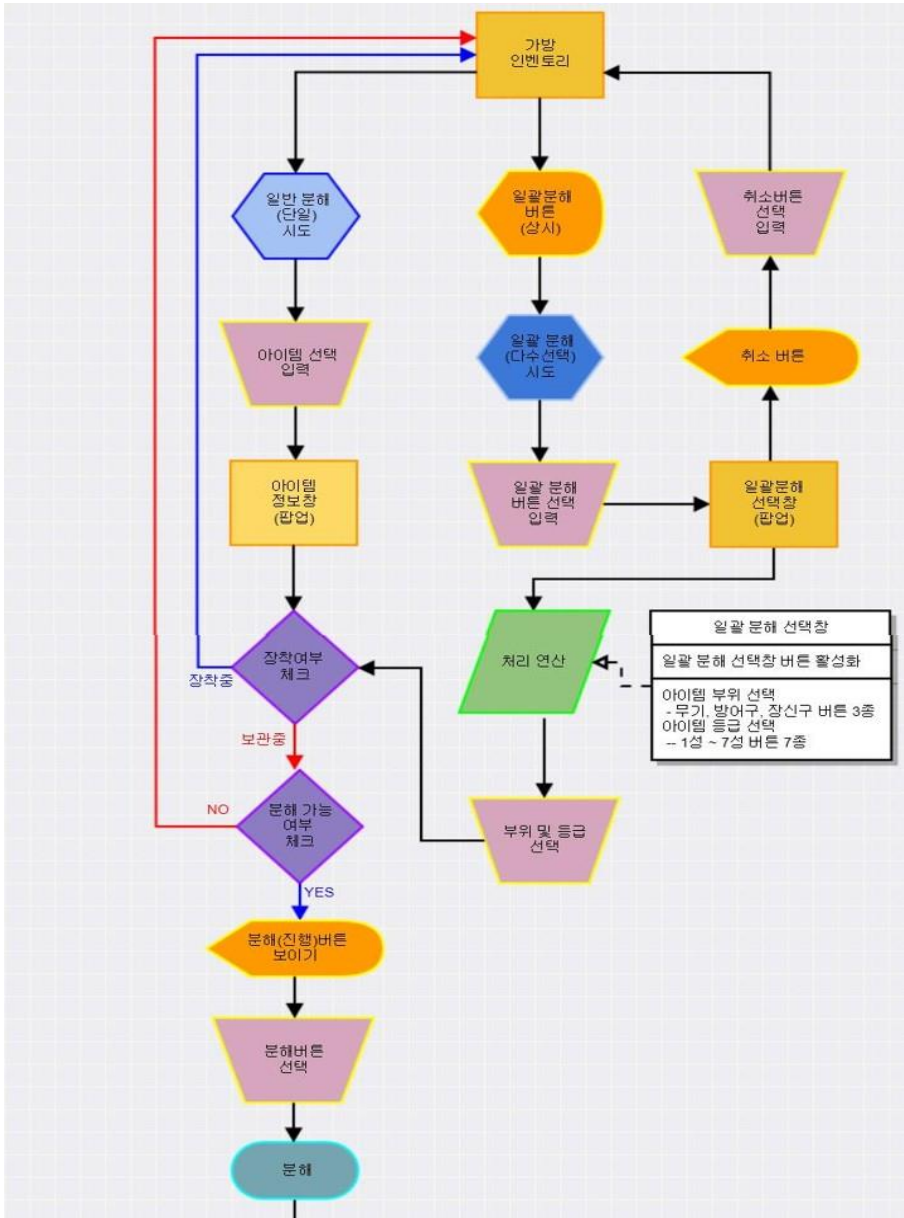 가방
인벤토리
일반 분해
(단일)
시도
일괄분해
버튼
(상시)
취소버튼
선택
입력
아이템 선택
입력
일괄 분해
(다수선택)
시도
취소 버튼
아이템
정보창
(팝업)
일괄 분해
버튼 선택
입력
일괄분해
선택창
(팝업)
장착여부
체크
장착중
보관중
처리 연산
일괄 분해 선택창
일괄 분해 선택창 버튼 활성화
아이템 부위 선택
- 무기, 방어구, 장신구 버튼 3종
아이템 등급 선택
-- 1성 ~ 7성 버튼 7종
NO
분해 가능
여부
체크
YES
부위 및 등급
선택
분해(진행)버튼
보이기
분해버튼
선택
분해